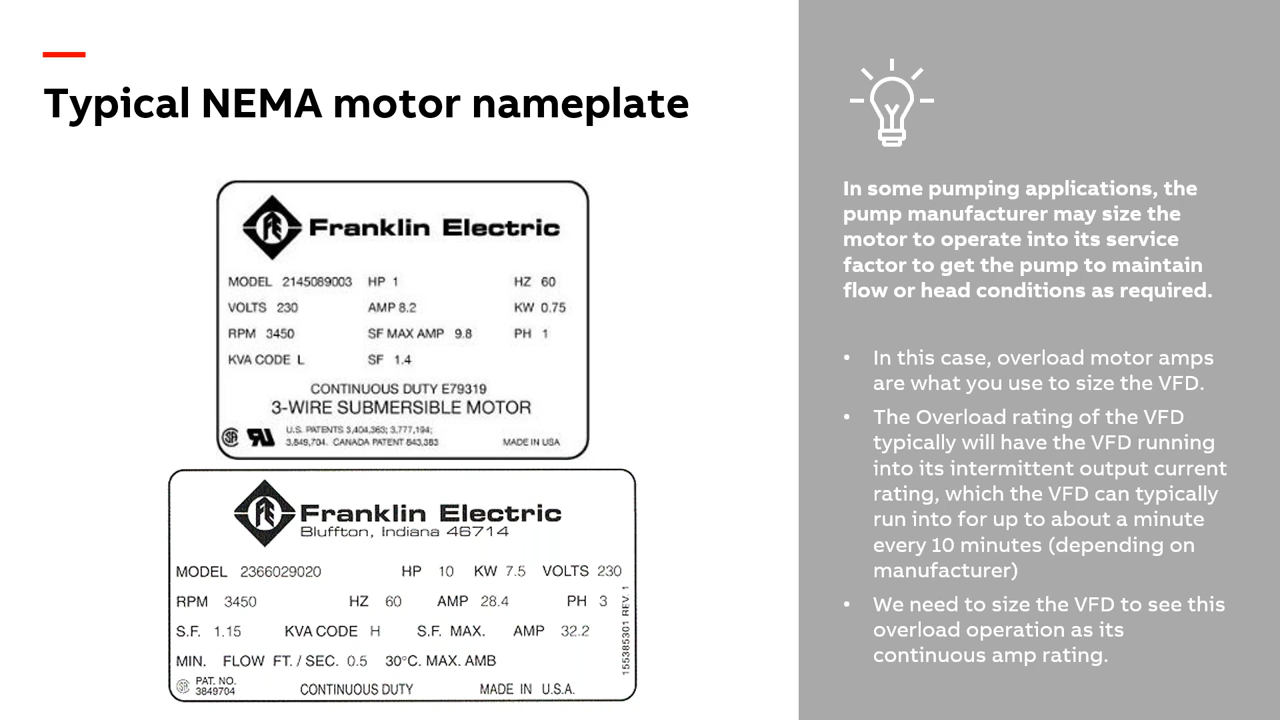 Typical NEMA motor nameplate
Franklin Electric
MODEL 2145089003 HP 1 HZ 60
VOLTS 230 AMP 8.2 KW 0.75
RPM 3450 SF MAX AMP 9.8 PH 1
KVA CODE L SF 1.4
CONTINUOUS DUTY E79319
3-WIRE SUBMERSIBLE MOTOR
U.S. PATENTS 3,404,363; 3,777,194;
3,849,704. CANADA PATENT 843,383 MADE IN USA
Franklin Electric
Bluffton, Indiana 46714
MODEL 2366029020 HP 10 KW 7.5 VOLTS 230
RPM 3450 HZ 60 AMP 28.4 PH 3
S.F. 1.15 KVA CODE H S.F. MAX. AMP 32.2
MIN. FLOW FT. / SEC. 0.5 30°C. MAX. AMB
PAT. NO.
3849704 CONTINUOUS DUTY MADE IN U.S.A.
155385301 REV. 1
In some pumping applications, the
pump manufacturer may size the
motor to operate into its service
factor to get the pump to maintain
flow or head conditions as required.
• In this case, overload motor amps
are what you use to size the VFD.
• The Overload rating of the VFD
typically will have the VFD running
into its intermittent output current
rating, which the VFD can typically
run into for up to about a minute
every 10 minutes (depending on
manufacturer)
• We need to size the VFD to see this
overload operation as its
continuous amp rating.